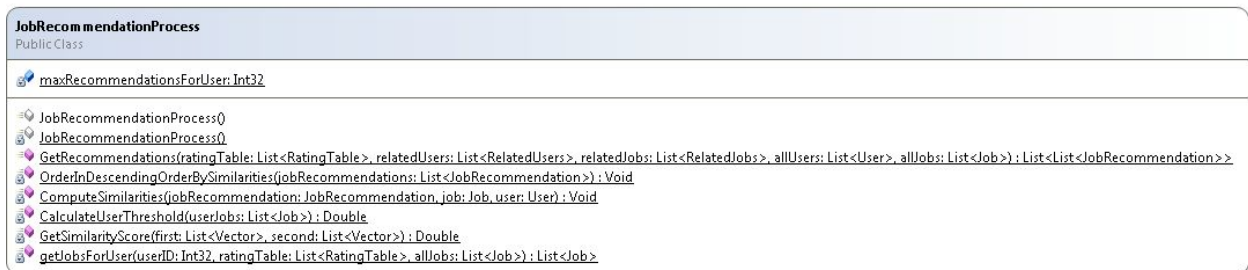 JobRecommendationProcess
Public Class
maxRecommendationsForUser: Int32
JobRecommendationProcess()
JobRecommendationProcess()
GetRecommendations(ratingTable: List<RatingTable>, relatedUsers: List<RelatedUsers>, relatedJobs: List<RelatedJobs>, allUsers: List<User>, allJobs: List<Job>) : List<List<JobRecommendation>>
OrderInDescendingOrderBySimilarities(jobRecommendations: List<JobRecommendation>) : Void
ComputeSimilarities(jobRecommendation: JobRecommendation, job: Job, user: User) : Void
CalculateUserThreshold(userJobs: List<Job>) : Double
GetSimilarityScore(first: List<Vector>, second: List<Vector>) : Double
getJobsForUser(userID: Int32, ratingTable: List<RatingTable>, allJobs: List<Job>) : List<Job>